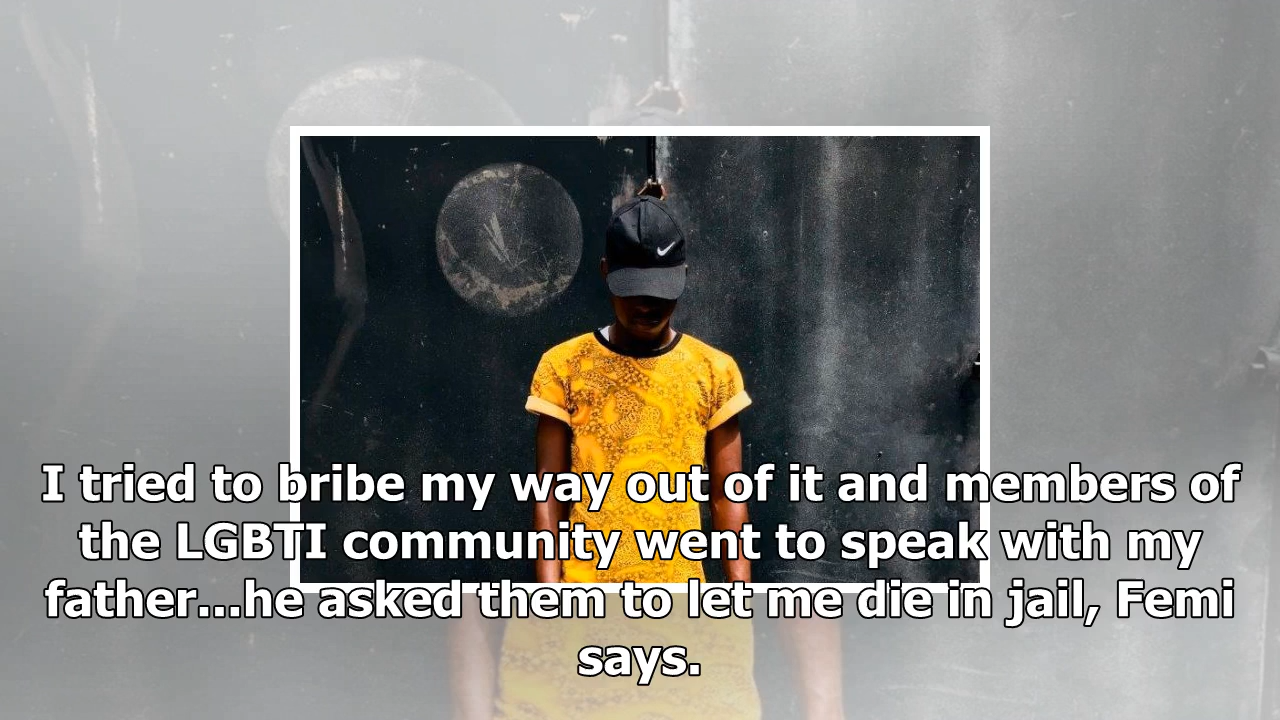 I tried to bribe my way out of it and members of
the LGBTI community went to speak with my
father...he asked them to let me die in jail, Femi
says.